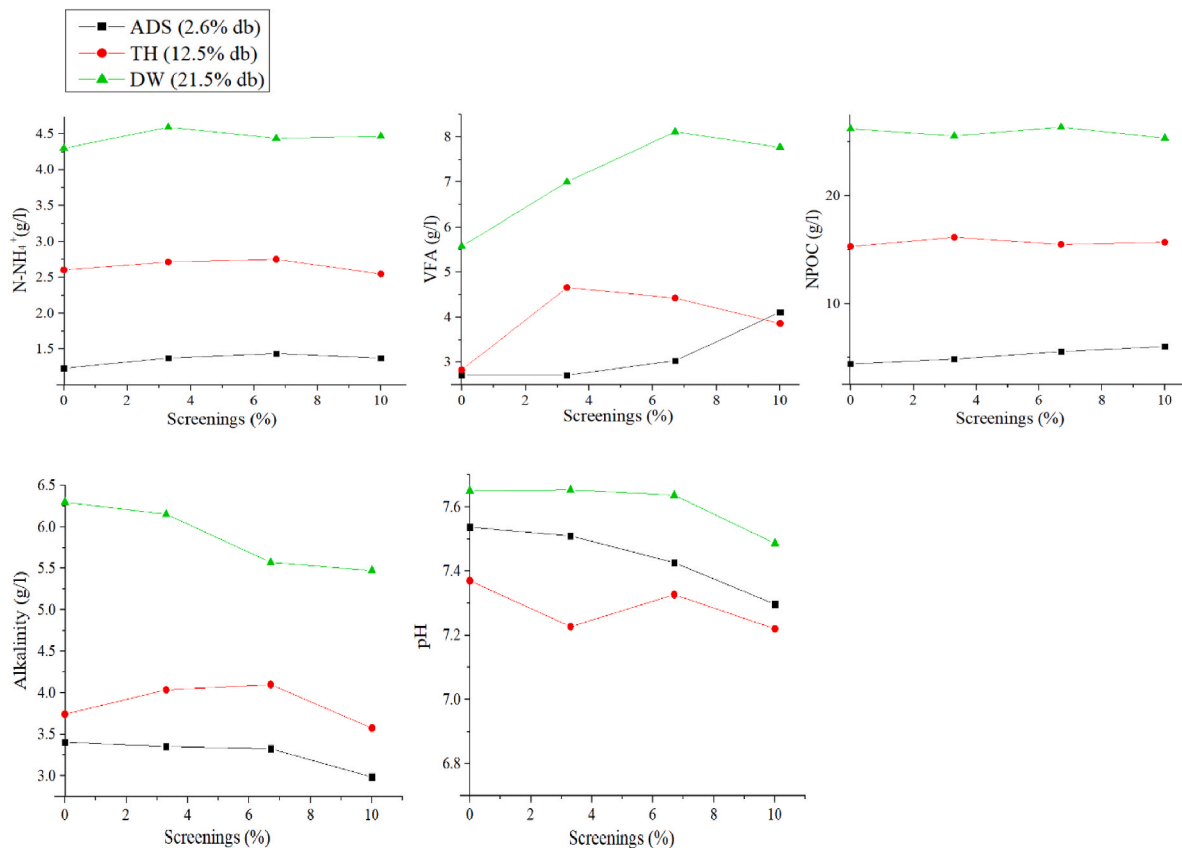 ADS (2.6% db)
TH (12.5% db)
DW (21.5% db)
4.5
4.0
3.5
3.0
2.5
2.0
1.5
N-NH₄⁺(g/l)
0 2 4 6 8 10
Screenings (%)
8
7
6
5
4
3
VFA (g/l)
0 2 4 6 8 10
Screenings (%)
20
10
NPOC (g/l)
0 2 4 6 8 10
Screenings (%)
6.5
6.0
5.5
5.0
4.5
4.0
3.5
3.0
Alkalinity (g/l)
0 2 4 6 8 10
Screenings (%)
7.6
7.4
7.2
7.0
6.8
pH
0 2 4 6 8 10
Screenings (%)